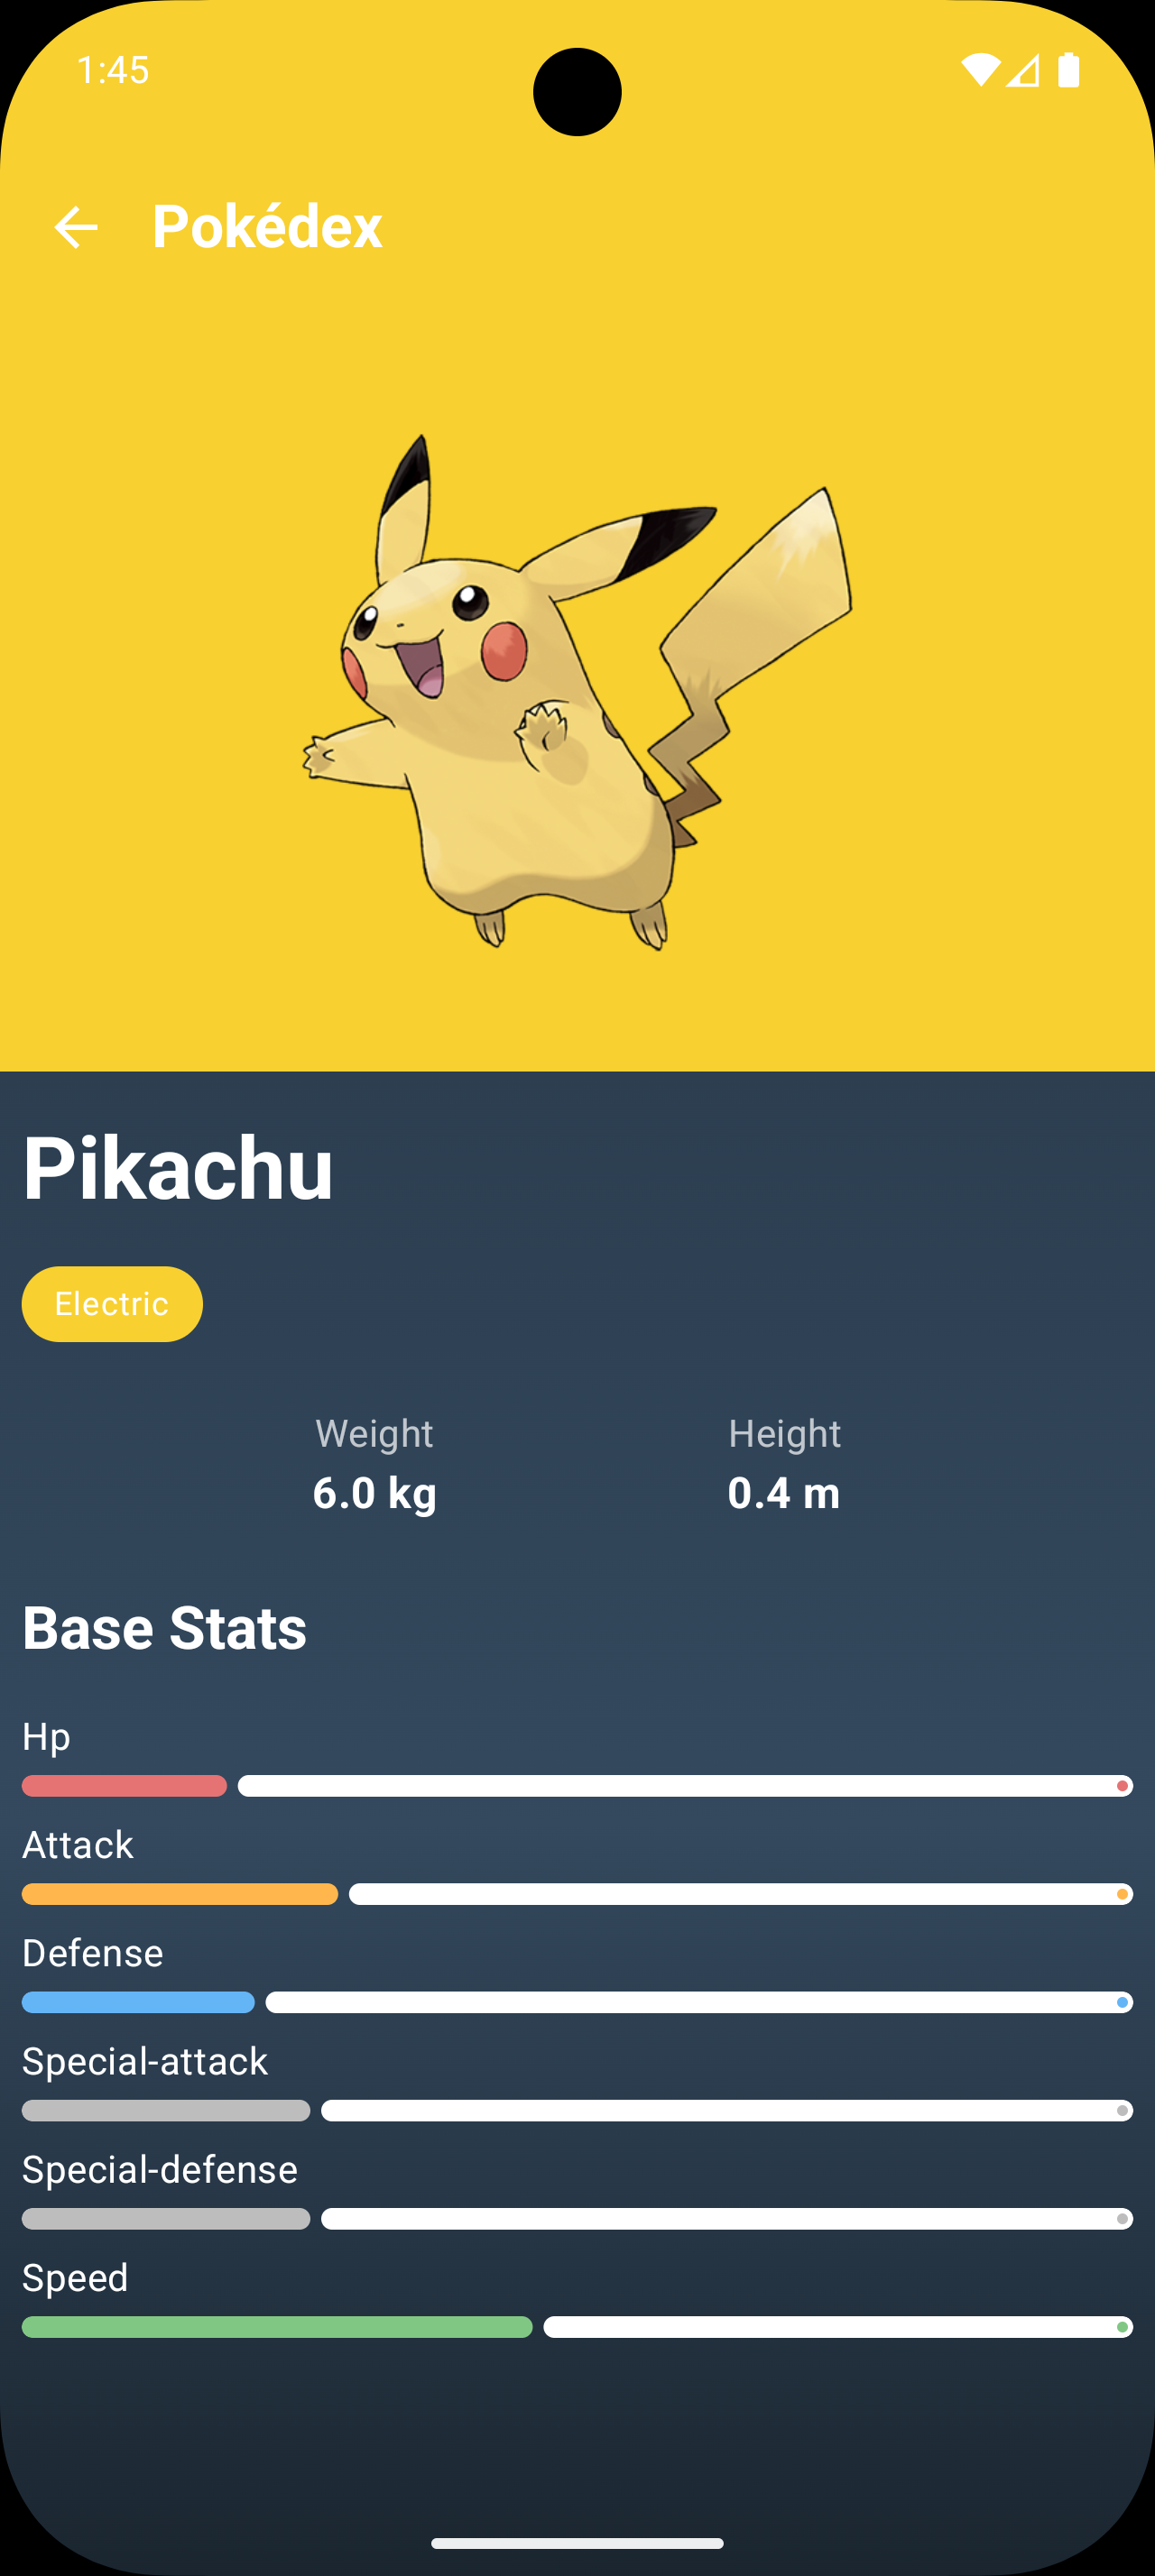 1:45
Pokédex
Pikachu
Electric
Weight Height
6.0 kg 0.4 m
Base Stats
Hp
Attack
Defense
Special-attack
Special-defense
Speed